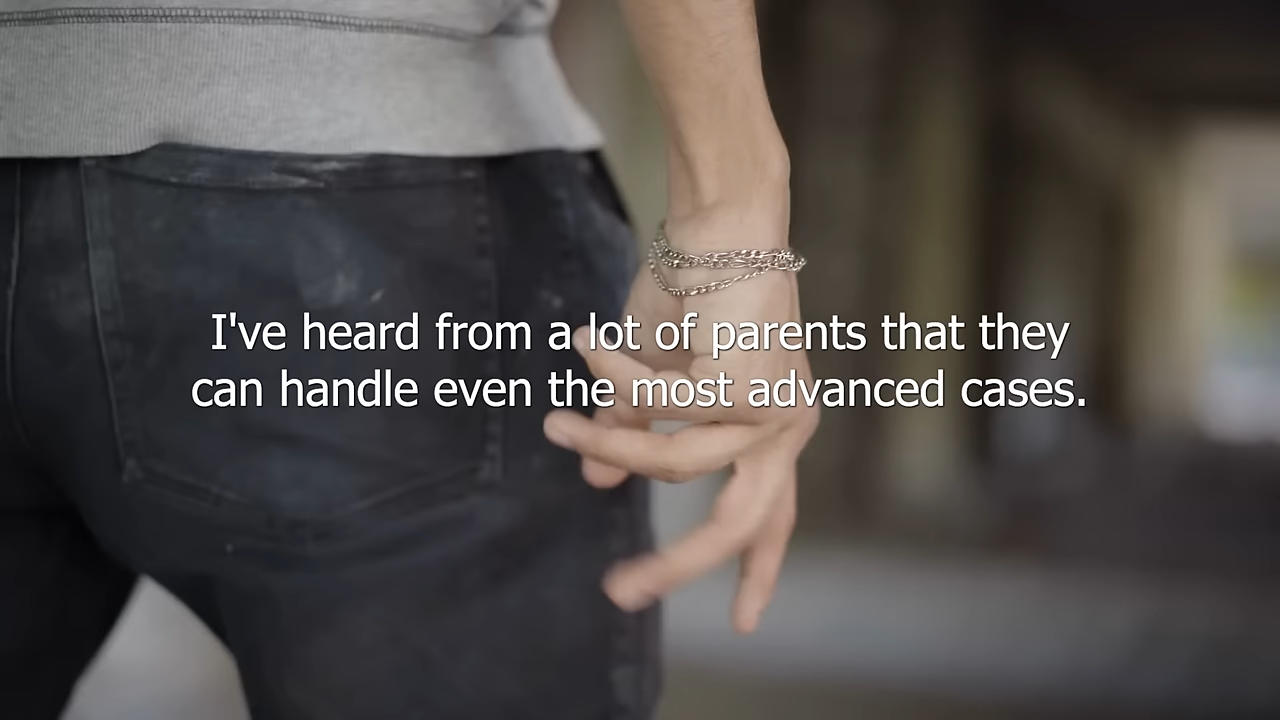 I've heard from a lot of parents that they
can handle even the most advanced cases.